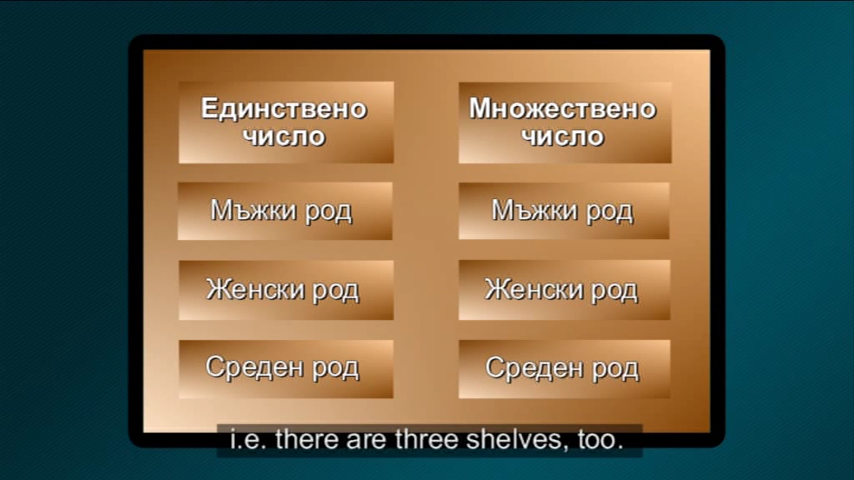 Единствено
число
Мъжки род
Женски род
Среден род
Множествено
число
Мъжки род
Женски род
Среден род
i.e. there are three shelves, too.